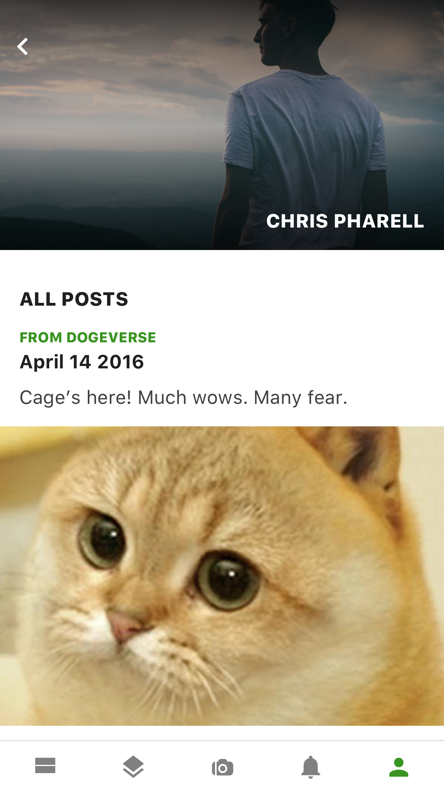 CHRIS PHARELL
ALL POSTS
FROM DOGEVERSE
April 14 2016
Cage’s here! Much wows. Many fear.